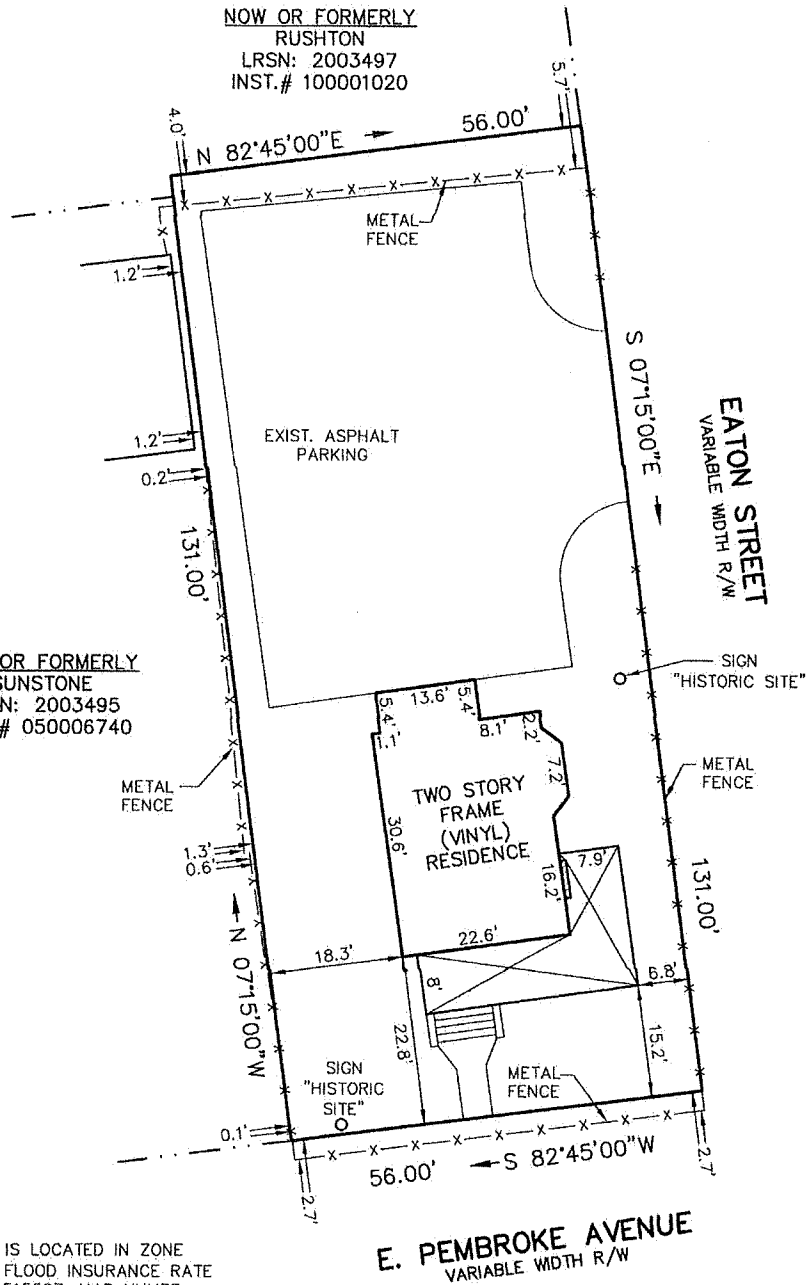 NOW OR FORMERLY
RUSHTON
LRSN: 2003497
INST.# 100001020
5.7'
4.0'
N 82°45'00"E
56.00'
METAL
FENCE
1.2'
S 07°15'00"E
EATON STREET
VARIABLE WIDTH R/W
EXIST. ASPHALT
PARKING
1.2'
0.2'
131.00'
OR FORMERLY
SUNSTONE
N: 2003495
# 050006740
SIGN
"HISTORIC SITE"
13.6'
5.4'
5.4'
8.1'
2.2'
1.1'
7.2'
METAL
FENCE
METAL
FENCE
TWO STORY
FRAME
(VINYL)
RESIDENCE
30.6'
1.3'
0.6'
16.2'
7.9'
131.00'
22.6'
18.3'
6.8'
8'
N 07°15'00"W
22.8'
15.2'
SIGN
"HISTORIC
SITE"
METAL
FENCE
0.1'
56.00'
S 82°45'00"W
2.7'
2.7'
E. PEMBROKE AVENUE
VARIABLE WIDTH R/W
IS LOCATED IN ZONE
FLOOD INSURANCE RATE